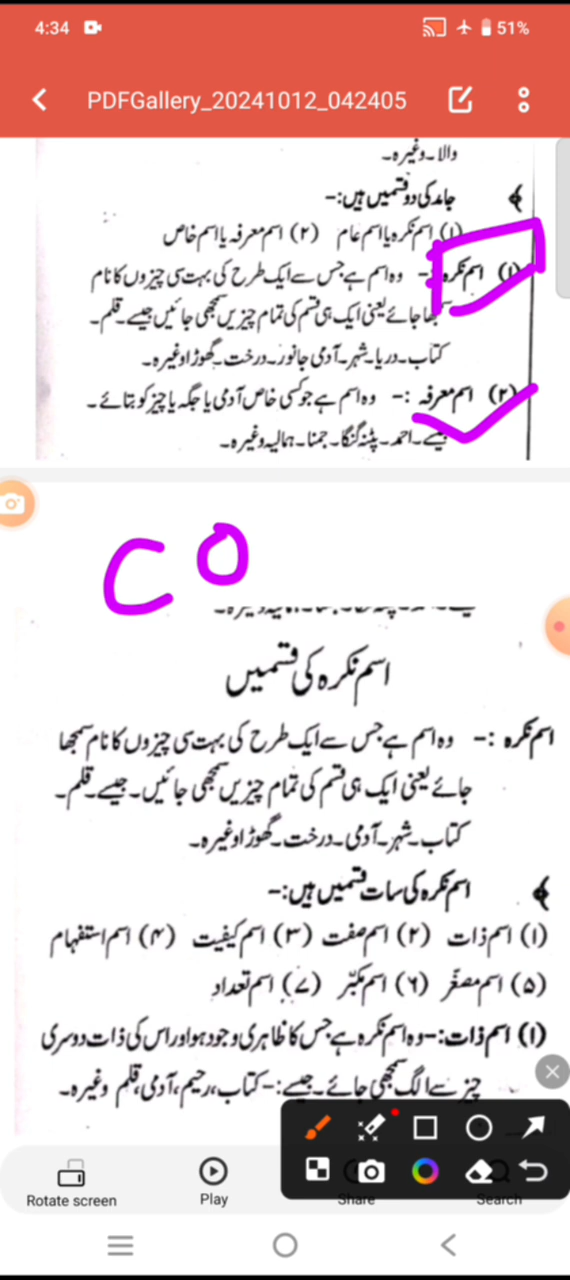 4:34
51%
PDFGallery_20241012_042405
والا۔وغیرہ۔
جامد کی دو قسمیں ہیں:-
(۱) اسم نکرہ یا اسم عام (۲) اسم معرفہ یا اسم خاص
(۱) اسم نکرہ :- وہ اسم ہے جس سے ایک طرح کی بہت سی چیزوں کا نام
سمجھا جائے یعنی ایک ہی قسم کی تمام چیزیں سمجھی جائیں جیسے۔قلم۔
کتاب۔دریا۔شہر۔آدمی جانور۔درخت۔گھوڑا وغیرہ۔
(۲) اسم معرفہ :- وہ اسم ہے جو کسی خاص آدمی یا جگہ یا چیز کو بتائے۔
جیسے۔احمد۔پٹنہ گنگا۔جمنا۔ہمالیہ وغیرہ۔
CO
اسم نکرہ کی قسمیں
اسم نکرہ :- وہ اسم ہے جس سے ایک طرح کی بہت سی چیزوں کا نام سمجھا
جائے یعنی ایک ہی قسم کی تمام چیزیں سمجھی جائیں۔جیسے۔قلم۔
کتاب۔شہر۔آدمی۔درخت۔گھوڑا وغیرہ۔
اسم نکرہ کی سات قسمیں ہیں:-
(۱) اسم ذات (۲) اسم صفت (۳) اسم کیفیت (۴) اسم استفہام
(۵) اسم مصغّر (۶) اسم مکبّر (۷) اسم تعداد
(۱) اسم ذات:-وہ اسم نکرہ ہے جس کا ظاہری وجود ہو اور اس کی ذات دوسری
چیز سے الگ سمجھی جائے۔جیسے:-کتاب،رحیم،آدمی،قلم وغیرہ۔
Rotate screen
Play
Share
Search